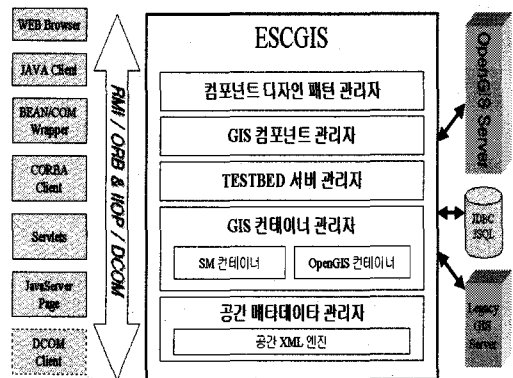 WEB Browser
JAVA Client
BEAN/COM
Wrapper
CORBA
Client
Servlets
JavaServer
Page
DCOM
Client
RMI / ORB & IIOP / DCOM
ESCGIS
컴포넌트 디자인 패턴 관리자
GIS 컴포넌트 관리자
TESTBED 서버 관리자
GIS 컨테이너 관리자
SM 컨테이너
OpenGIS 컨테이너
공간 메타데이타 관리자
공간 XML 엔진
OpenGIS Server
JDBC
JSQL
Legacy
GIS
Server